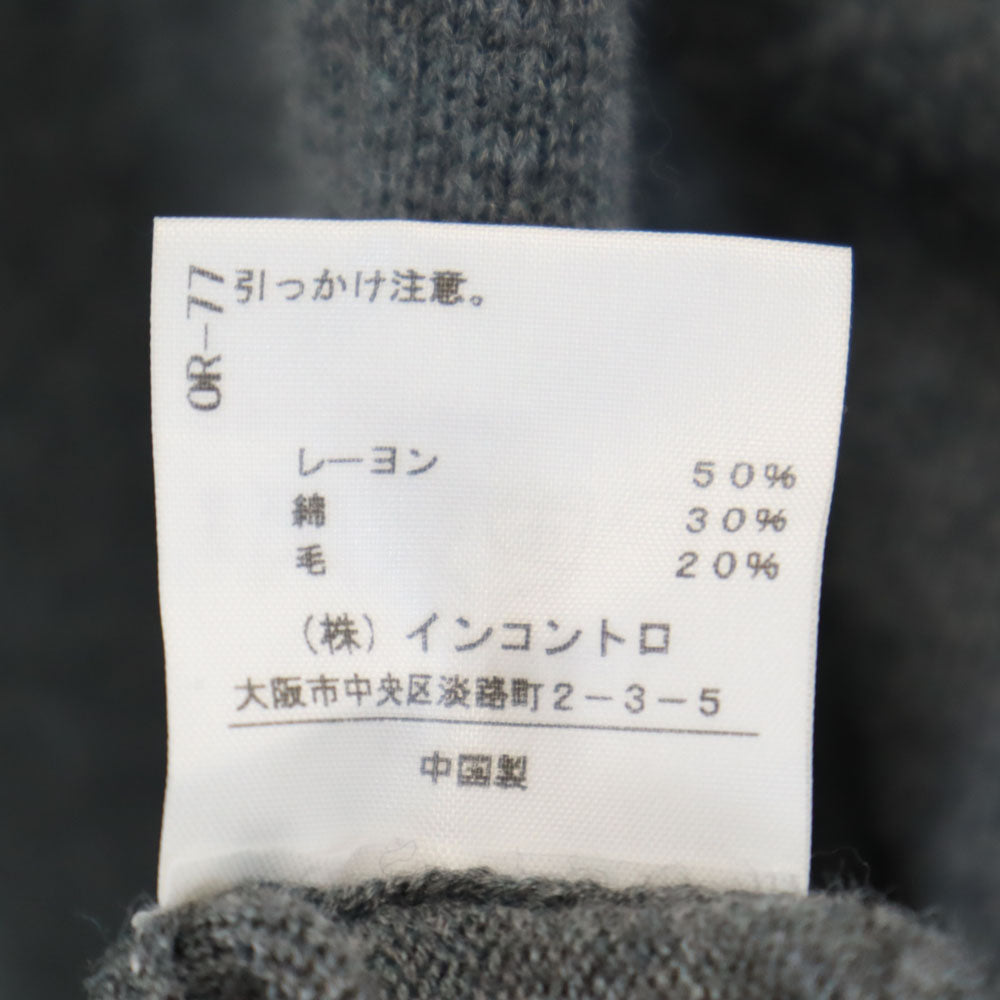 OR-77
引っかけ注意。
レーヨン 50%
綿 30%
毛 20%
(株)インコントロ
大阪市中央区淡路町2-3-5
中国製